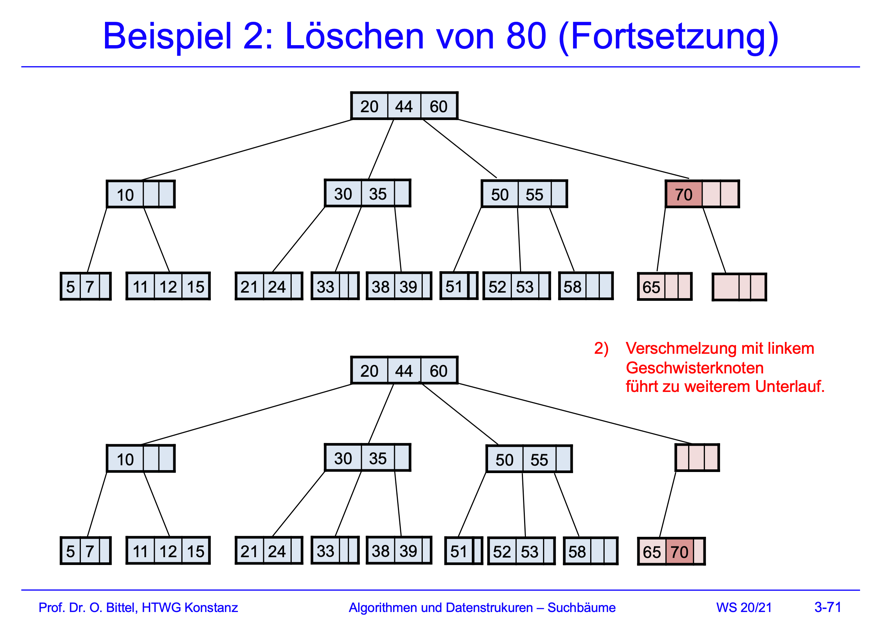 Beispiel 2: Löschen von 80 (Fortsetzung)
20 44 60
10 30 35 50 55 70
5 7 11 12 15 21 24 33 38 39 51 52 53 58 65
2) Verschmelzung mit linkem
Geschwisterknoten
führt zu weiterem Unterlauf.
20 44 60
10 30 35 50 55
5 7 11 12 15 21 24 33 38 39 51 52 53 58 65 70
Prof. Dr. O. Bittel, HTWG Konstanz Algorithmen und Datenstrukuren – Suchbäume WS 20/21 3-71